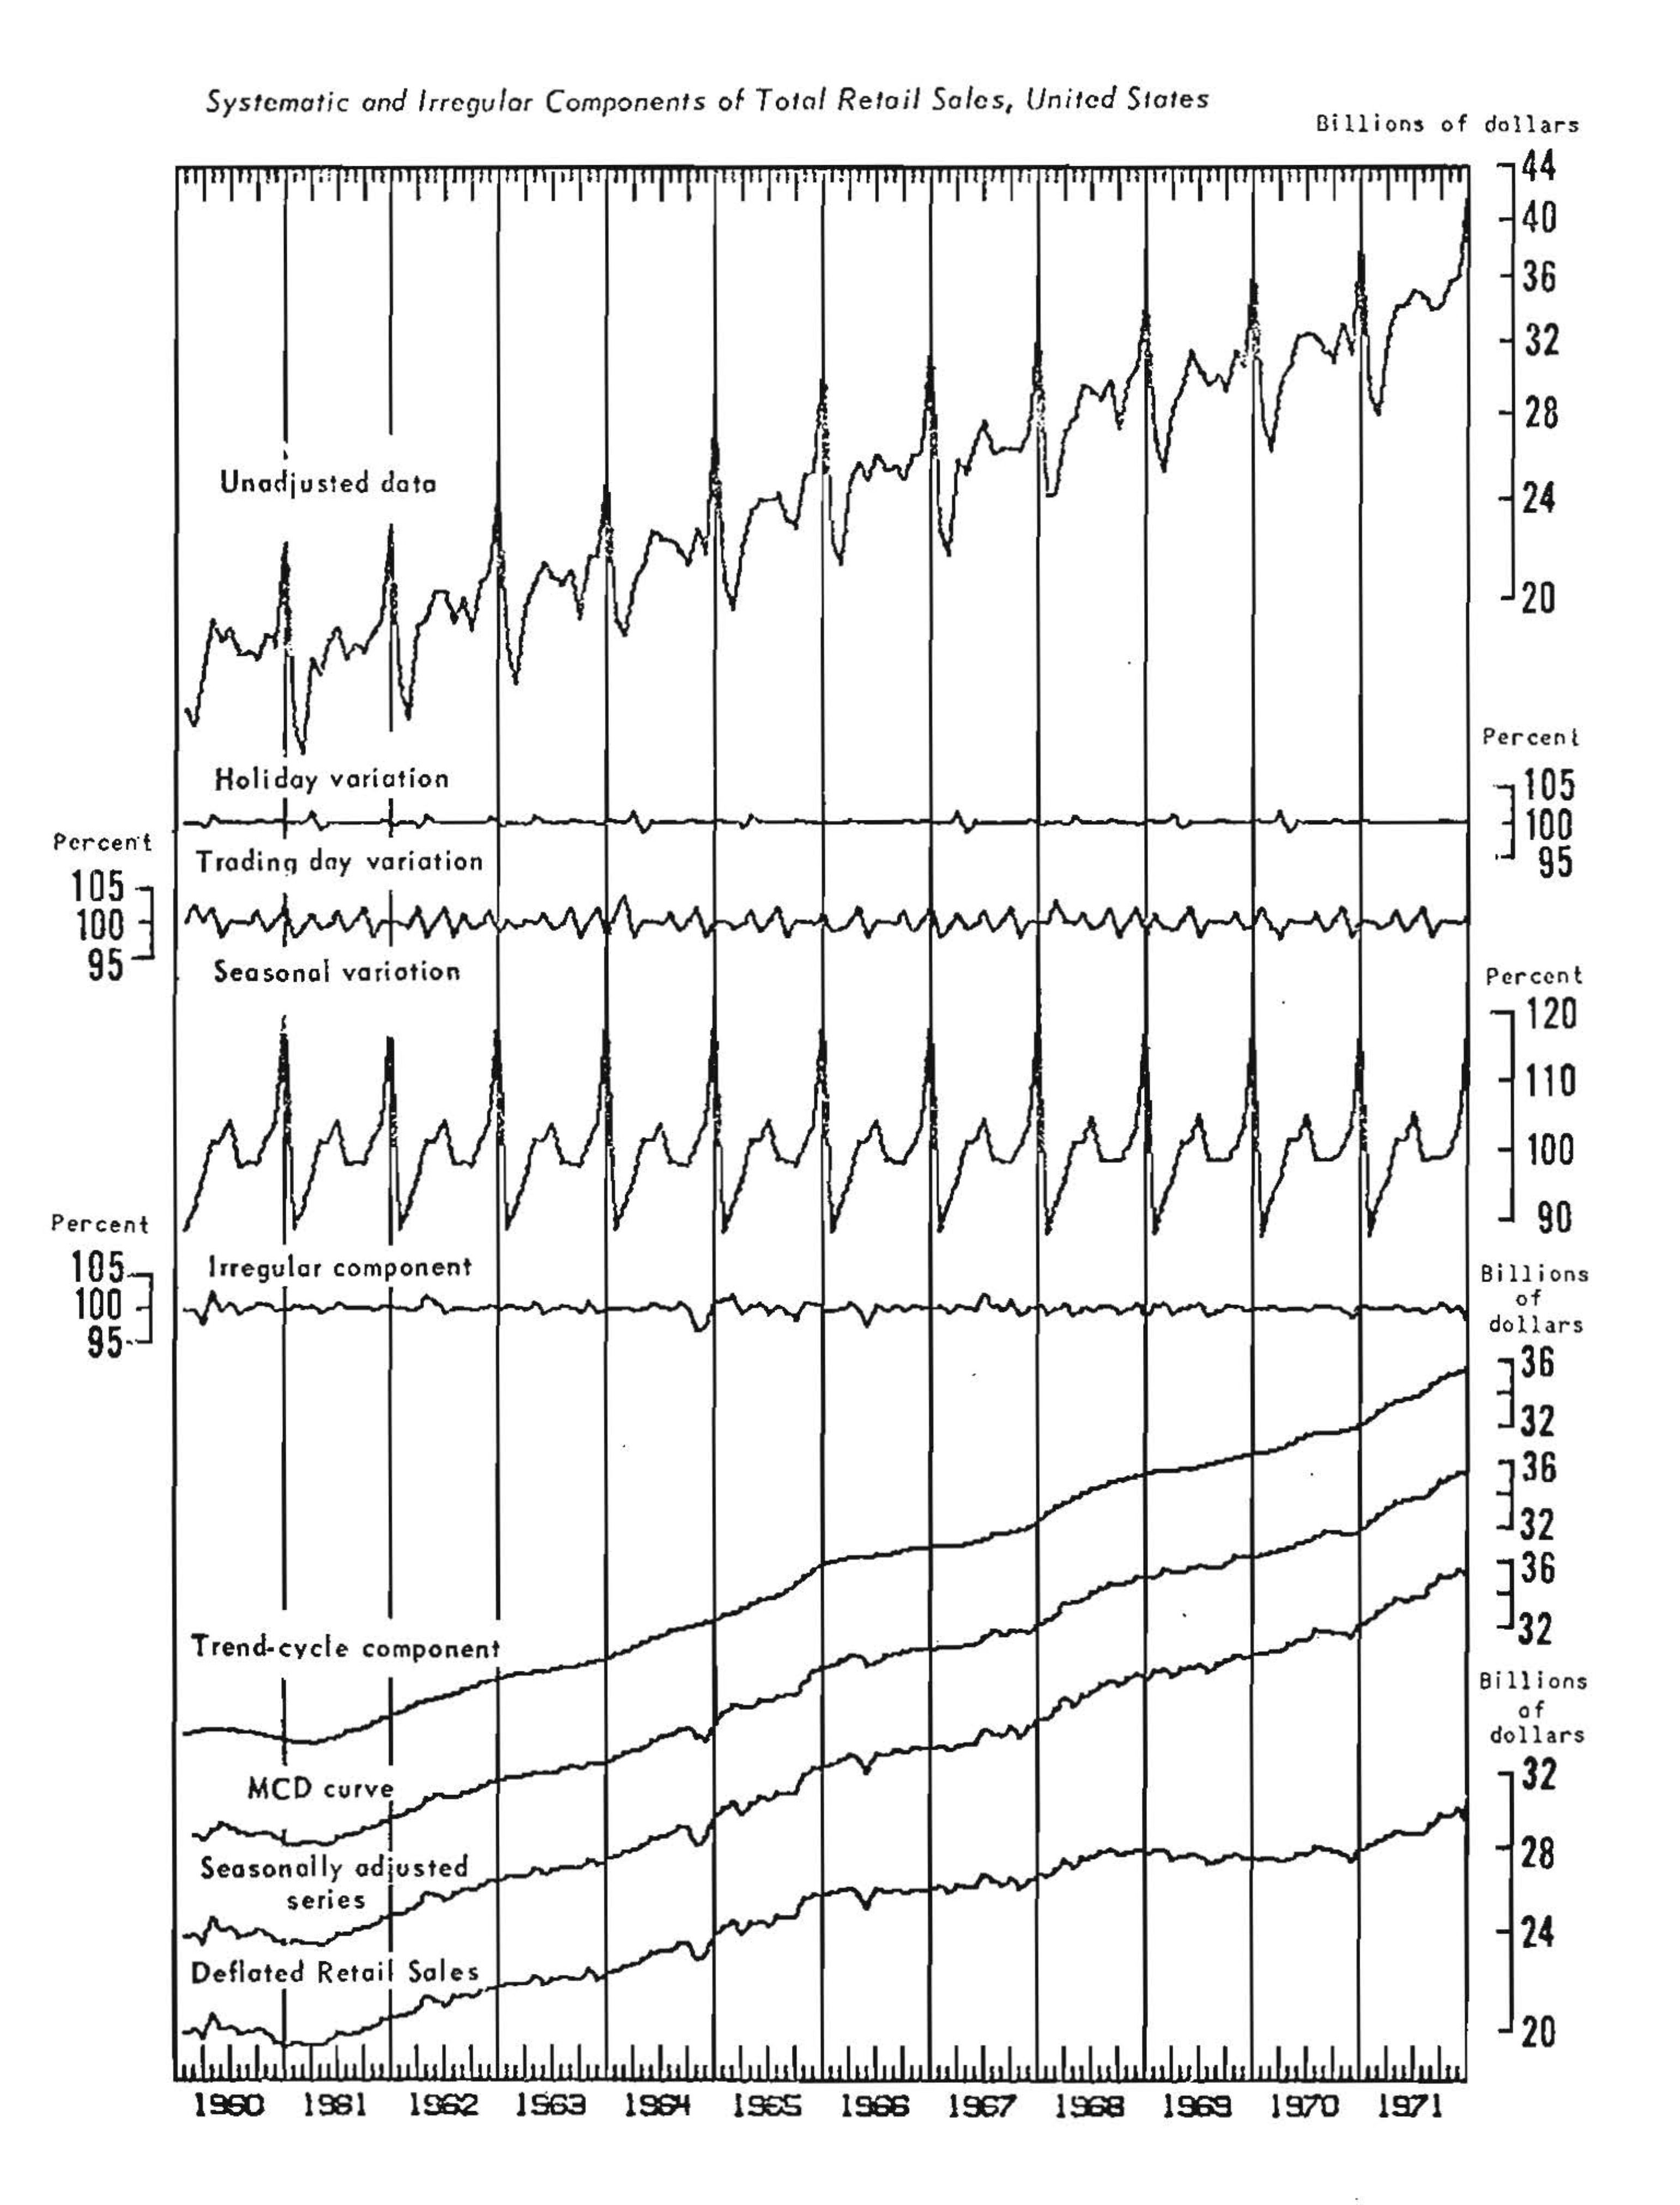 Systematic and Irregular Components of Total Retail Sales, United States
Billions of dollars
44
40
36
32
28
24
20
Unadjusted data
Percent
Holiday variation
105
100
95
Percent
Trading day variation
105
100
95
Seasonal variation
Percent
120
110
100
90
Percent
Irregular component
105
100
95
Billions
of
dollars
36
32
36
32
36
32
Trend-cycle component
Billions
of
dollars
MCD curve
32
28
24
20
Seasonally adjusted
series
Deflated Retail Sales
1960 1961 1962 1963 1964 1965 1966 1967 1968 1969 1970 1971